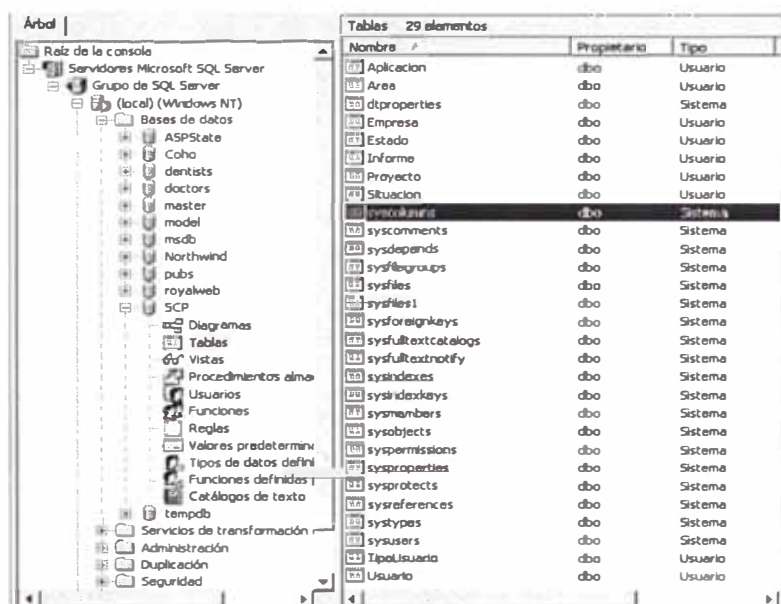 Árbol
Raíz de la consola
Servidores Microsoft SQL Server
Grupo de SQL Server
(local) (Windows NT)
Bases de datos
ASPState
Coho
dentists
doctors
master
model
msdb
Northwind
pubs
royalweb
SCP
Diagramas
Tablas
Vistas
Procedimientos alma
Usuarios
Funciones
Reglas
Valores predetermin
Tipos de datos defini
Funciones definidas
Catálogos de texto
tempdb
Servicios de transformación
Administración
Duplicación
Seguridad
Tablas 29 elementos
Nombre Propietario Tipo
Aplicacion dbo Usuario
Area dbo Usuario
dtproperties dbo Sistema
Empresa dbo Usuario
Estado dbo Usuario
Informe dbo Usuario
Proyecto dbo Usuario
Situacion dbo Usuario
syscolumns dbo Sistema
syscomments dbo Sistema
sysdepends dbo Sistema
sysfilegroups dbo Sistema
sysfiles dbo Sistema
sysfiles1 dbo Sistema
sysforeignkeys dbo Sistema
sysfulltextcatalogs dbo Sistema
sysfulltextnotify dbo Sistema
sysindexes dbo Sistema
sysindexkeys dbo Sistema
sysmembers dbo Sistema
sysobjects dbo Sistema
syspermissions dbo Sistema
sysproperties dbo Sistema
sysprotects dbo Sistema
sysreferences dbo Sistema
systypes dbo Sistema
sysusers dbo Sistema
TipoUsuario dbo Usuario
Usuario dbo Usuario